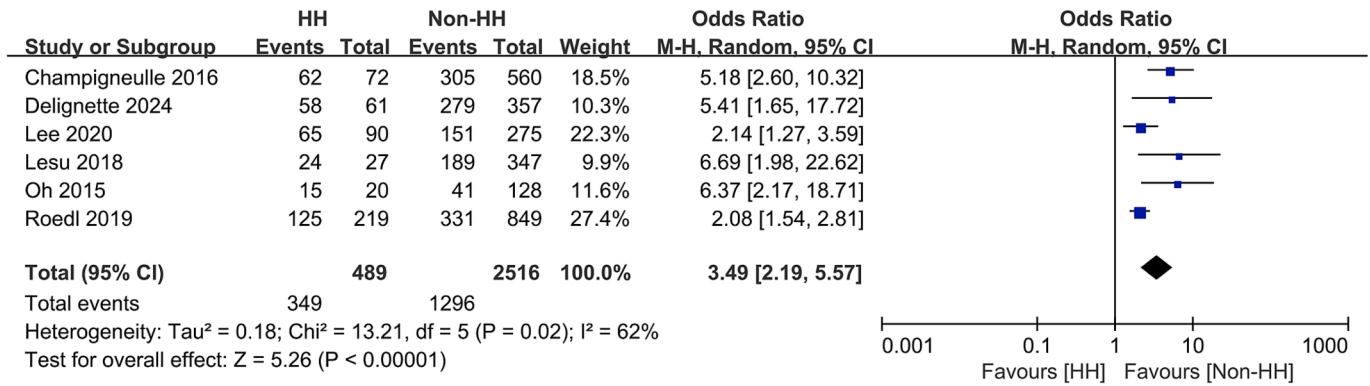 HH Non-HH Odds Ratio Odds Ratio
Study or Subgroup Events Total Events Total Weight M-H, Random, 95% CI M-H, Random, 95% CI
Champigneulle 2016 62 72 305 560 18.5% 5.18 [2.60, 10.32]
Delignette 2024 58 61 279 357 10.3% 5.41 [1.65, 17.72]
Lee 2020 65 90 151 275 22.3% 2.14 [1.27, 3.59]
Lesu 2018 24 27 189 347 9.9% 6.69 [1.98, 22.62]
Oh 2015 15 20 41 128 11.6% 6.37 [2.17, 18.71]
Roedl 2019 125 219 331 849 27.4% 2.08 [1.54, 2.81]
Total (95% CI) 489 2516 100.0% 3.49 [2.19, 5.57]
Total events 349 1296
Heterogeneity: Tau² = 0.18; Chi² = 13.21, df = 5 (P = 0.02); I² = 62%
Test for overall effect: Z = 5.26 (P < 0.00001)
0.001 0.1 1 10 1000
Favours [HH] Favours [Non-HH]